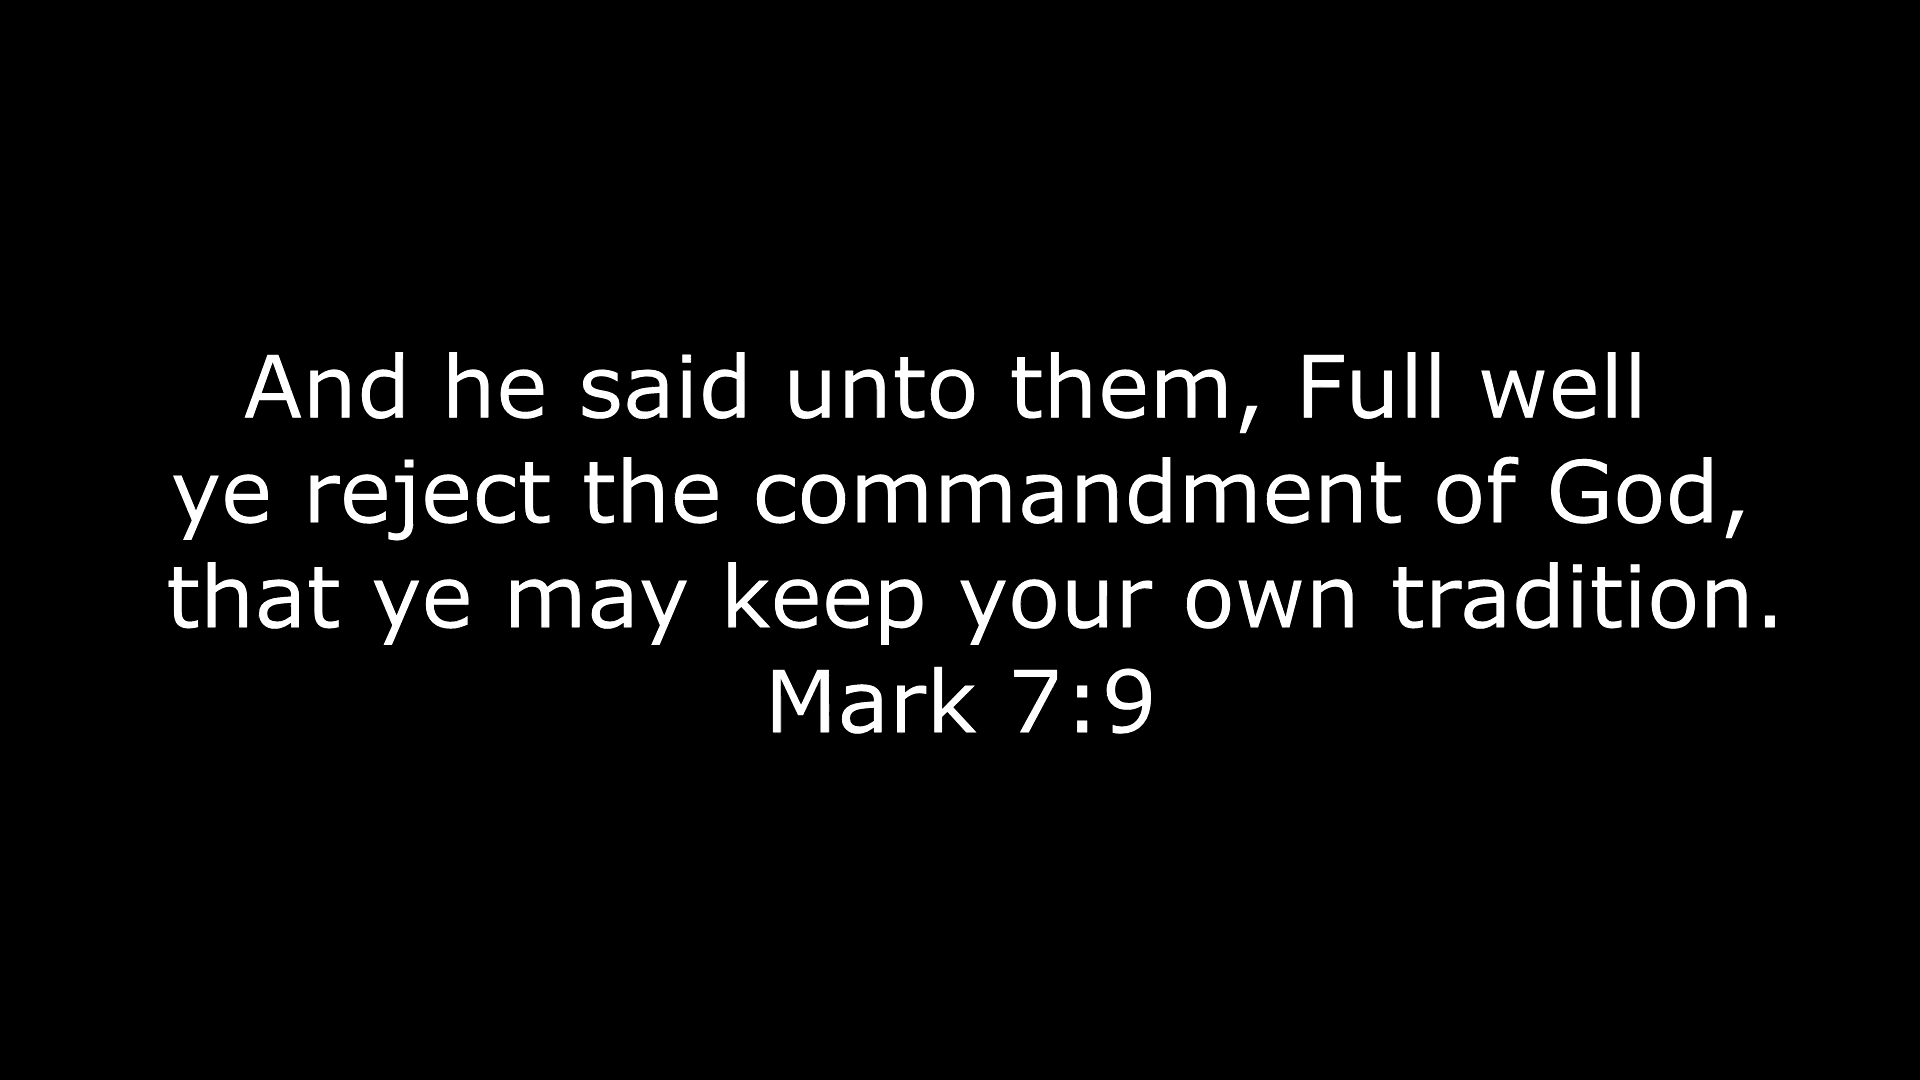 And he said unto them, Full well
ye reject the commandment of God,
that ye may keep your own tradition.
Mark 7:9